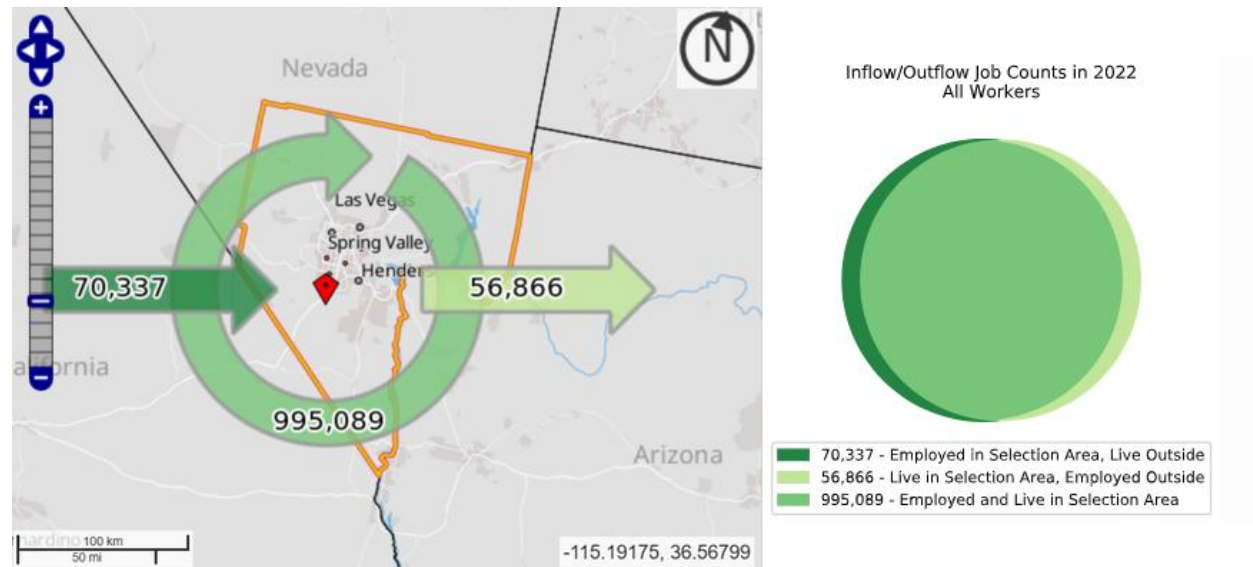 Nevada
N
Las Vegas
Spring Valley
Hender
70,337
56,866
995,089
Arizona
100 km
50 mi
-115.19175, 36.56799
Inflow/Outflow Job Counts in 2022
All Workers
70,337 - Employed in Selection Area, Live Outside
56,866 - Live in Selection Area, Employed Outside
995,089 - Employed and Live in Selection Area